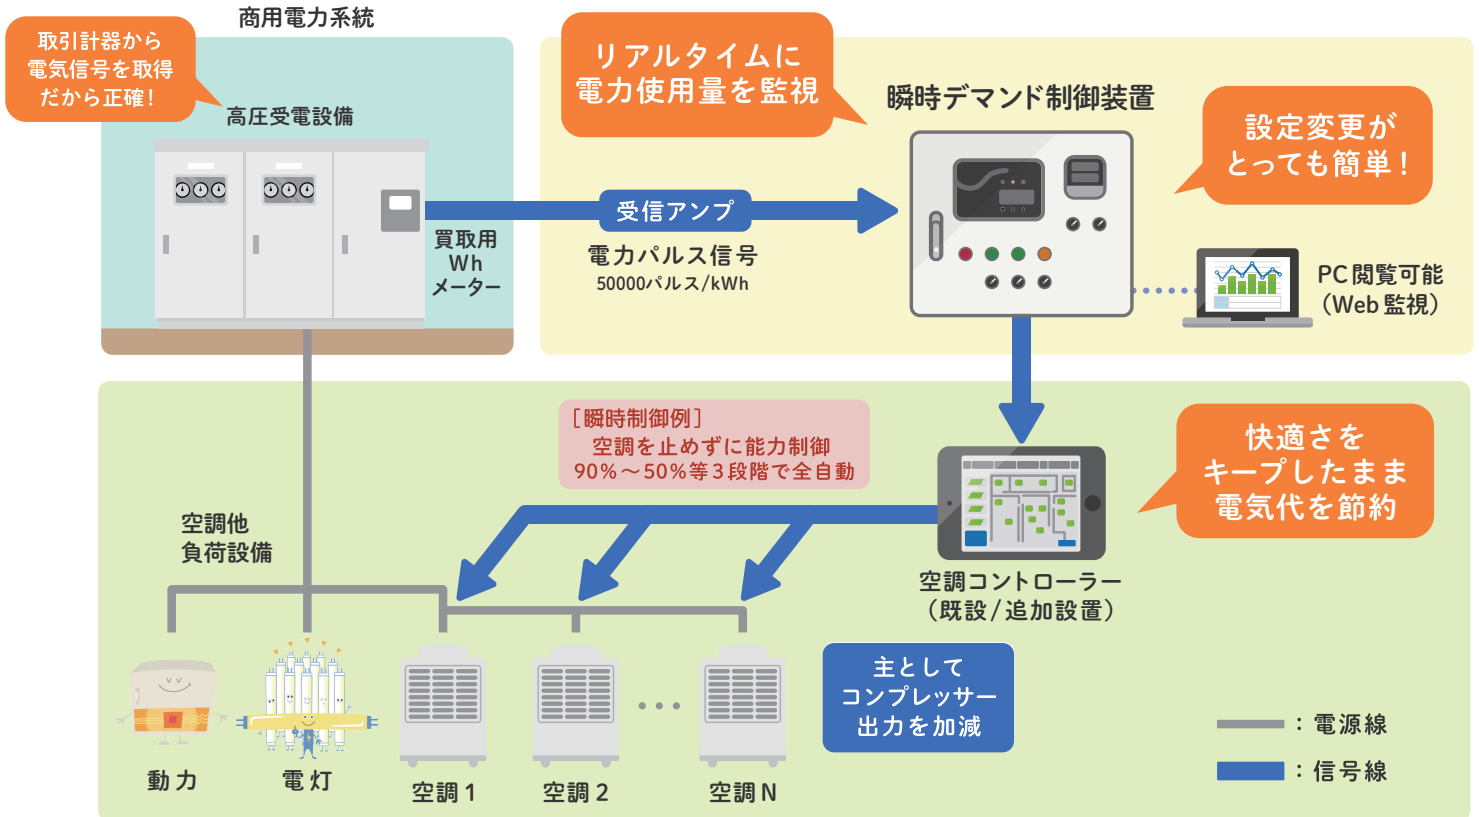 商用電力系統
取引計器から
電気信号を取得
だから正確！
高圧受電設備
買取用
Wh
メーター
リアルタイムに
電力使用量を監視
受信アンプ
電力パルス信号
50000パルス/kWh
瞬時デマンド制御装置
設定変更が
とっても簡単！
PC閲覧可能
（Web監視）
［瞬時制御例］
空調を止めずに能力制御
90％～50％等3段階で全自動
快適さを
キープしたまま
電気代を節約
空調コントローラー
（既設/追加設置）
空調他
負荷設備
主として
コンプレッサー
出力を加減
動力
電灯
空調1
空調2
・・・
空調N
：電源線
：信号線